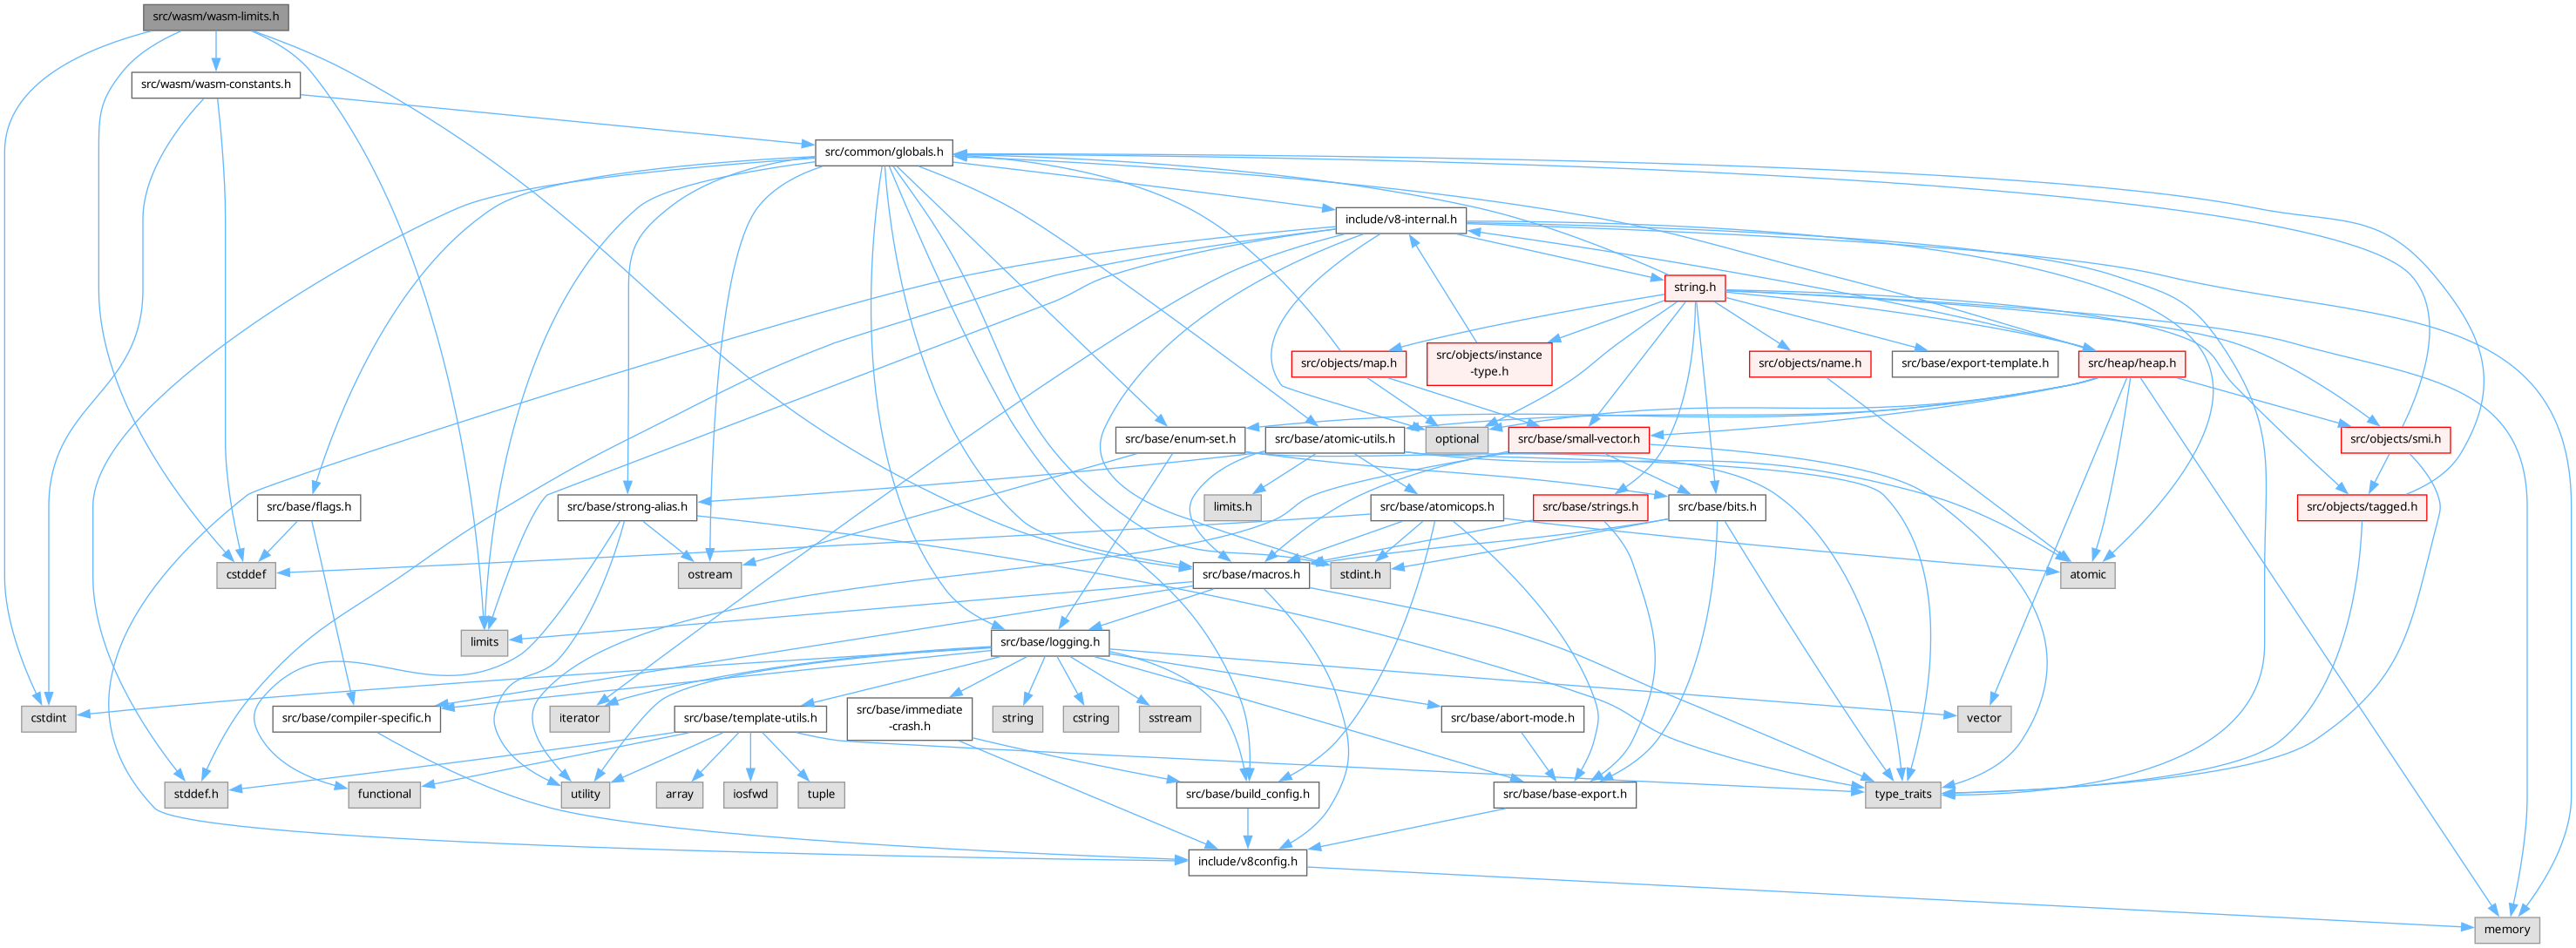 src/wasm/wasm-limits.h
src/wasm/wasm-constants.h
src/common/globals.h
include/v8-internal.h
string.h
src/objects/map.h
src/objects/instance
-type.h
src/objects/name.h
src/base/export-template.h
src/heap/heap.h
src/base/enum-set.h
src/base/atomic-utils.h
optional
src/base/small-vector.h
src/objects/smi.h
src/base/flags.h
src/base/strong-alias.h
limits.h
src/base/atomicops.h
src/base/strings.h
src/base/bits.h
src/objects/tagged.h
cstddef
ostream
src/base/macros.h
stdint.h
atomic
limits
src/base/logging.h
cstdint
src/base/compiler-specific.h
iterator
src/base/template-utils.h
src/base/immediate
-crash.h
string
cstring
sstream
src/base/abort-mode.h
vector
stddef.h
functional
utility
array
iosfwd
tuple
src/base/build_config.h
src/base/base-export.h
type_traits
include/v8config.h
memory